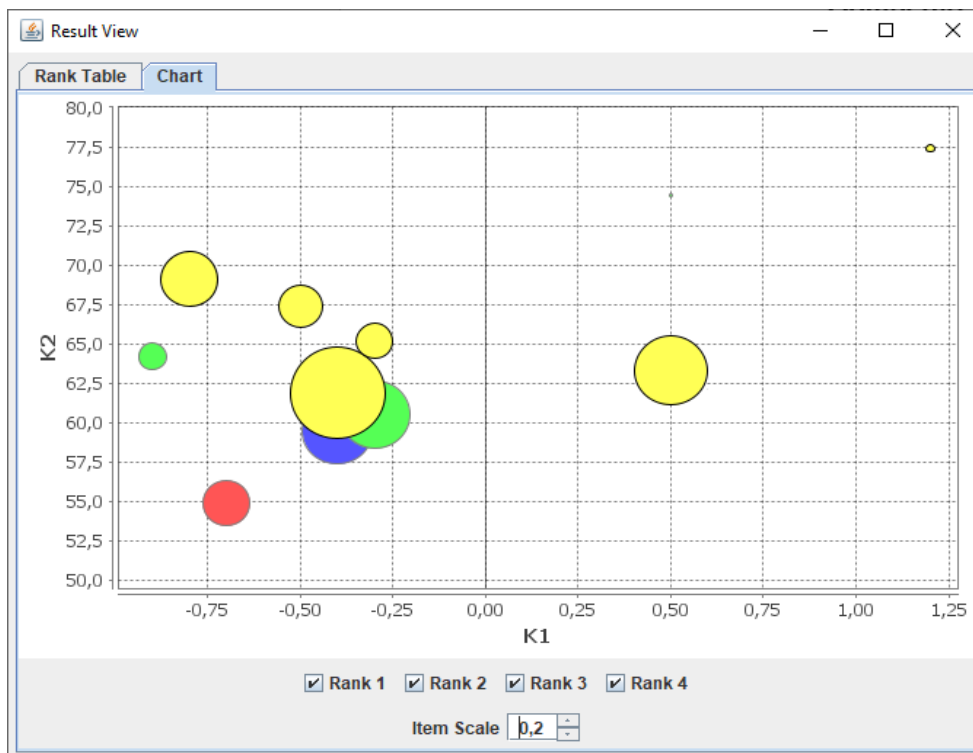 Result View
Rank Table Chart
80,0
77,5
75,0
72,5
70,0
67,5
65,0
62,5
60,0
57,5
55,0
52,5
50,0
K2
-0,75 -0,50 -0,25 0,00 0,25 0,50 0,75 1,00 1,25
K1
Rank 1 Rank 2 Rank 3 Rank 4
Item Scale 0,2